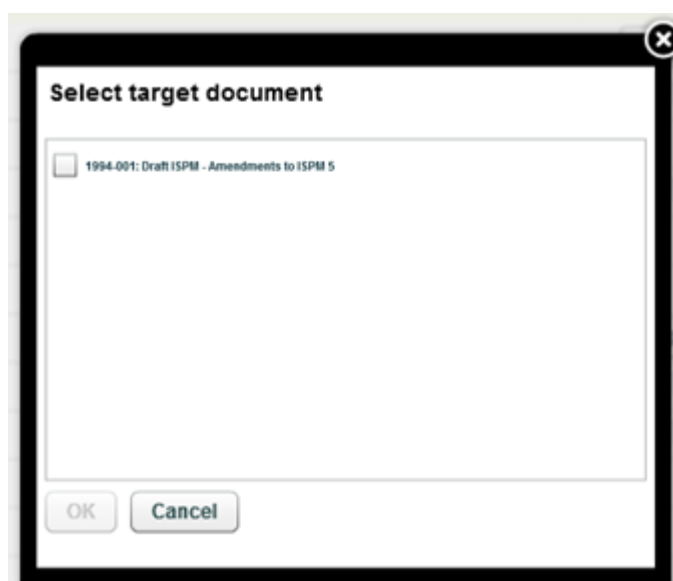 Select target document
1994-001: Draft ISPM - Amendments to ISPM 5
OK
Cancel